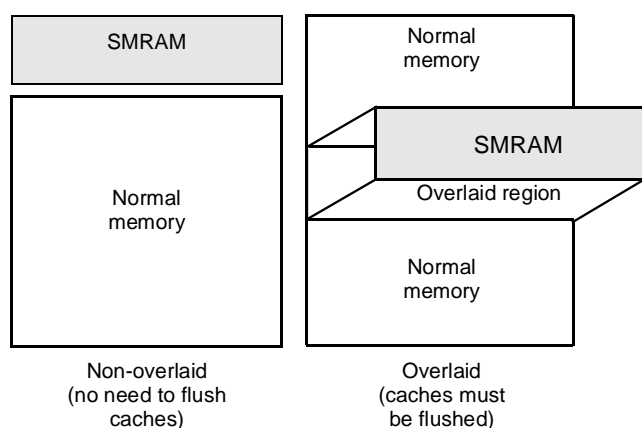 SMRAM
Normal
memory
Non-overlaid
(no need to flush
caches)
Normal
memory
SMRAM
Overlaid region
Normal
memory
Overlaid
(caches must
be flushed)